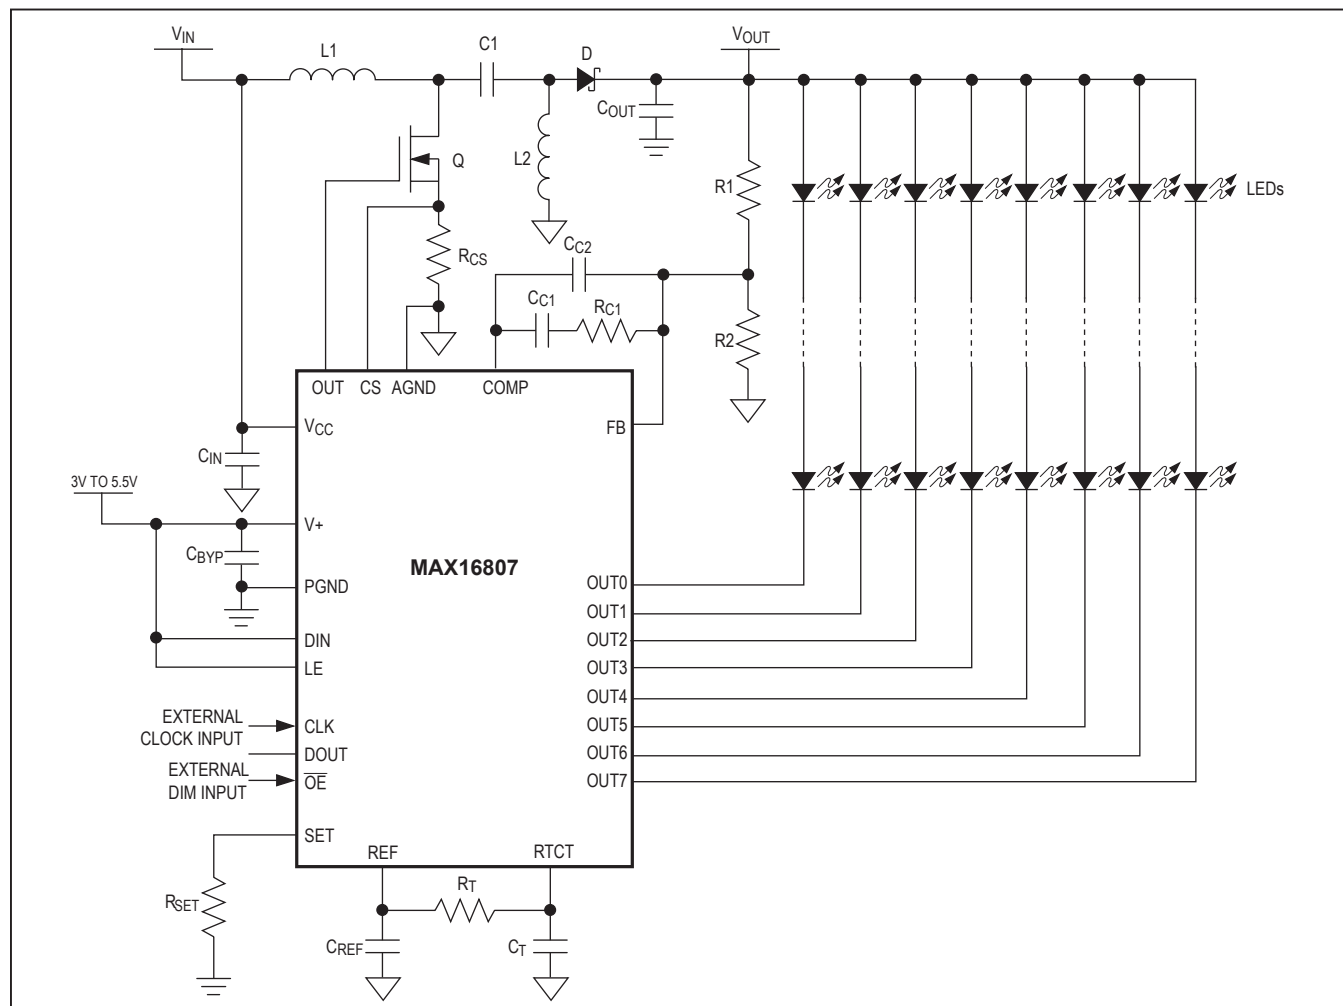 VIN
L1
C1
D
VOUT
COUT
Q
L2
R1
LEDs
RCS
CC2
CC1
RC1
R2
OUT
CS
AGND
COMP
VCC
FB
CIN
3V TO 5.5V
V+
CBYP
MAX16807
PGND
OUT0
OUT1
DIN
OUT2
LE
OUT3
OUT4
EXTERNAL
CLOCK INPUT
CLK
OUT5
DOUT
OUT6
EXTERNAL
DIM INPUT
OE
OUT7
SET
REF
RTCT
RSET
RT
CREF
CT